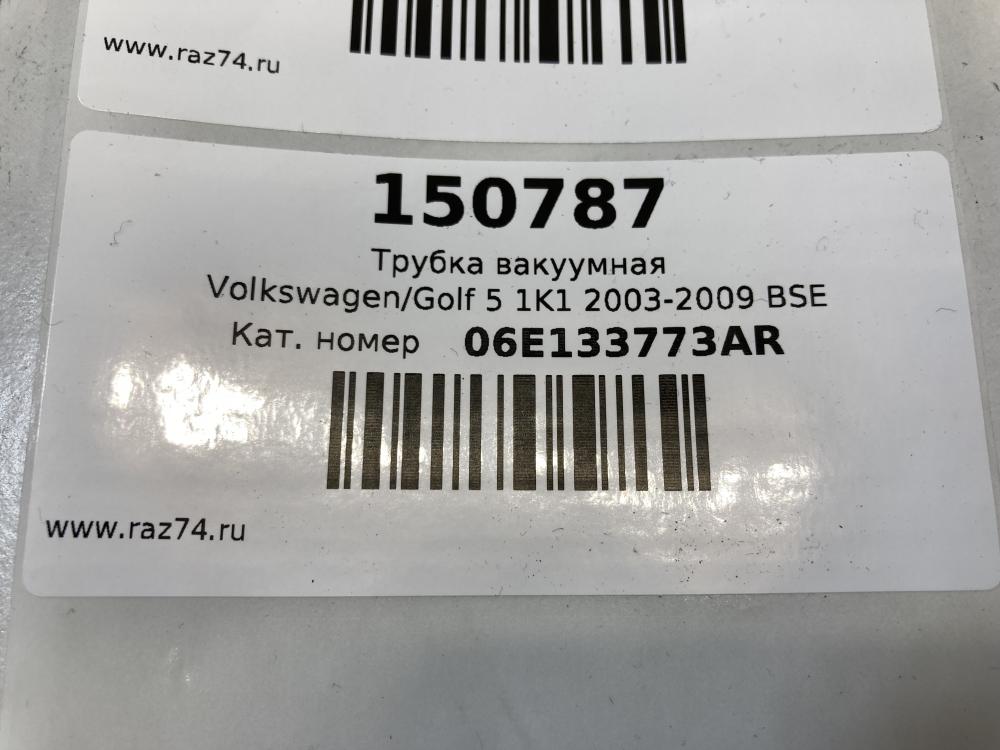 www.raz74.ru
150787
Трубка вакуумная
Volkswagen/Golf 5 1K1 2003-2009 BSE
Кат. номер 06E133773AR
www.raz74.ru